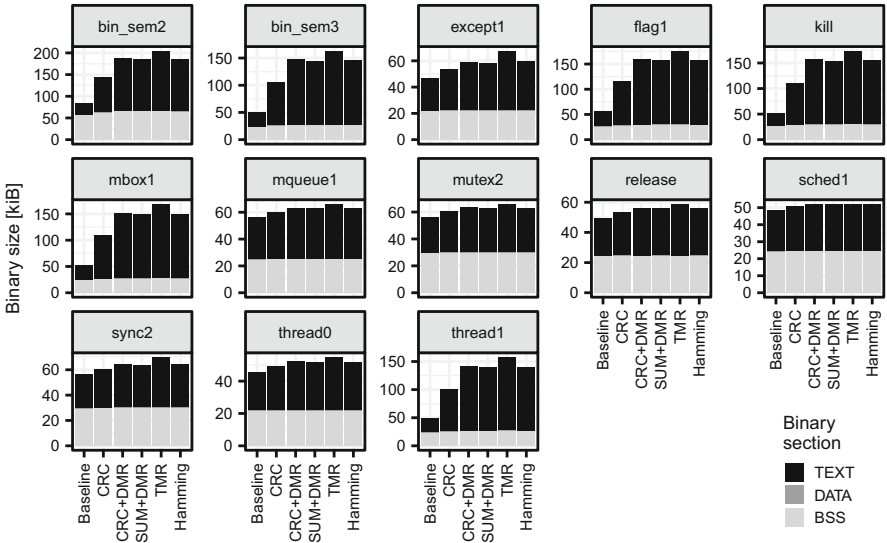 Binary size [kiB]
bin_sem2
200
150
100
50
0
bin_sem3
150
100
50
0
except1
60
40
20
0
flag1
150
100
50
0
kill
150
100
50
0
mbox1
150
100
50
0
mqueue1
60
40
20
0
mutex2
60
40
20
0
release
60
40
20
0
Baseline
CRC
CRC+DMR
SUM+DMR
TMR
Hamming
sched1
50
40
30
20
10
0
Baseline
CRC
CRC+DMR
SUM+DMR
TMR
Hamming
sync2
60
40
20
0
Baseline
CRC
CRC+DMR
SUM+DMR
TMR
Hamming
thread0
40
20
0
Baseline
CRC
CRC+DMR
SUM+DMR
TMR
Hamming
thread1
150
100
50
0
Baseline
CRC
CRC+DMR
SUM+DMR
TMR
Hamming
Binary
section
TEXT
DATA
BSS